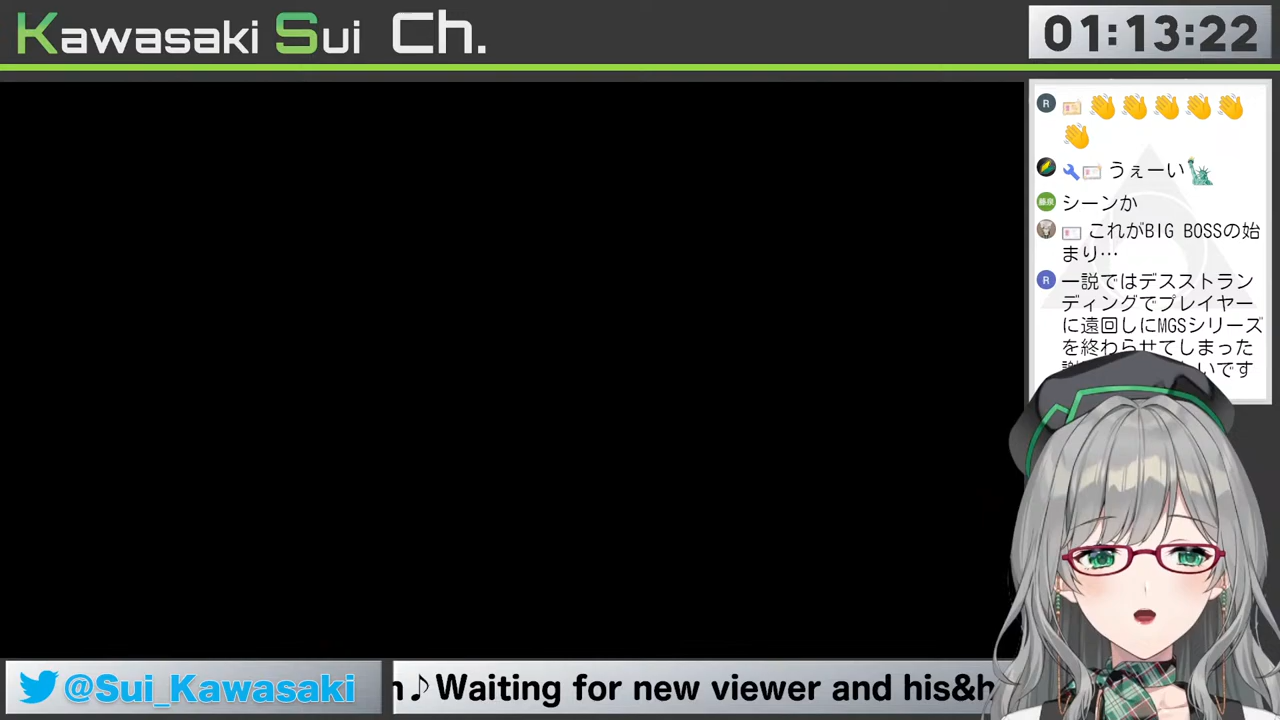 Kawasaki Sui Ch.
01:13:22
R
うぇーい
藤泉 シーンか
これがBIG BOSSの始
まり…
R 一説ではデスストラン
ディングでプレイヤー
に遠回しにMGSシリーズ
を終わらせてしまった
いです
@Sui_Kawasaki
♪Waiting for new viewer and his&h